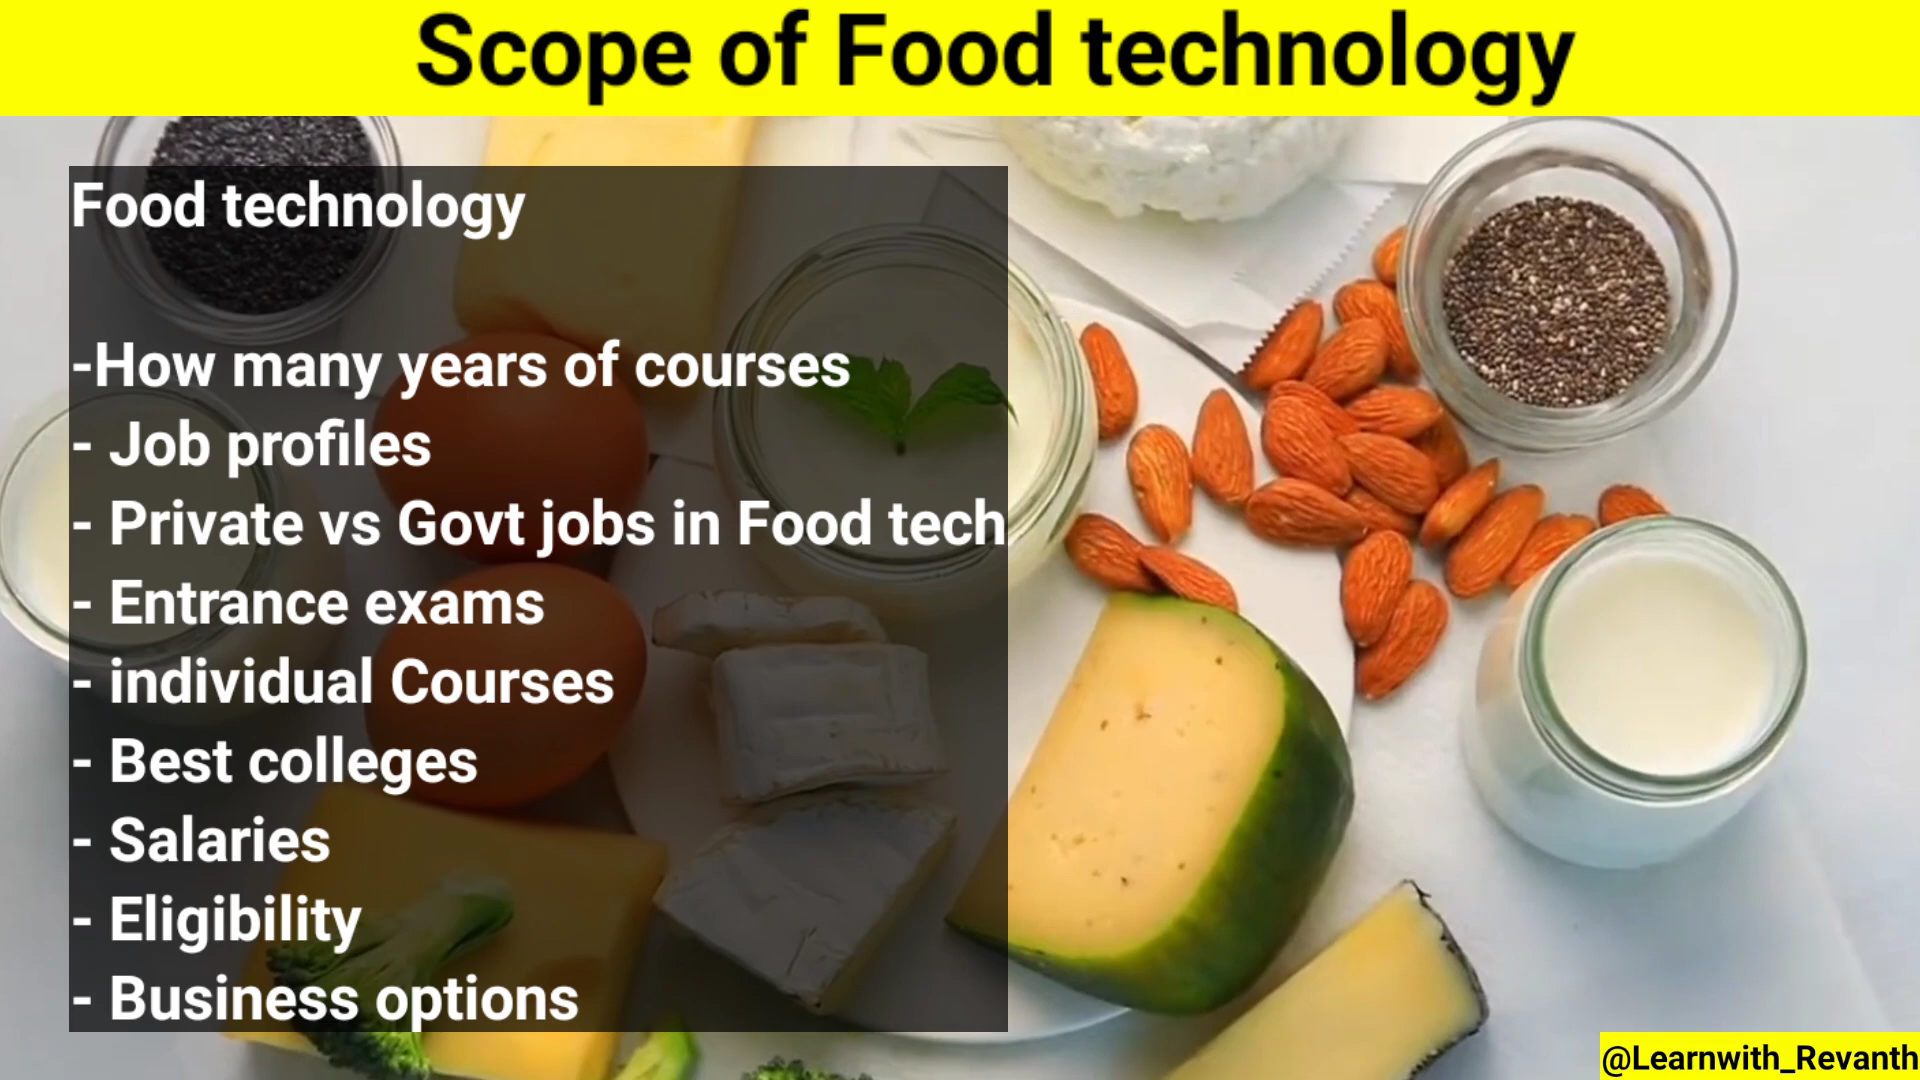 Scope of Food technology
Food technology
-How many years of courses
- Job profiles
- Private vs Govt jobs in Food tech
- Entrance exams
- individual Courses
- Best colleges
- Salaries
- Eligibility
- Business options
@Learnwith_Revanth